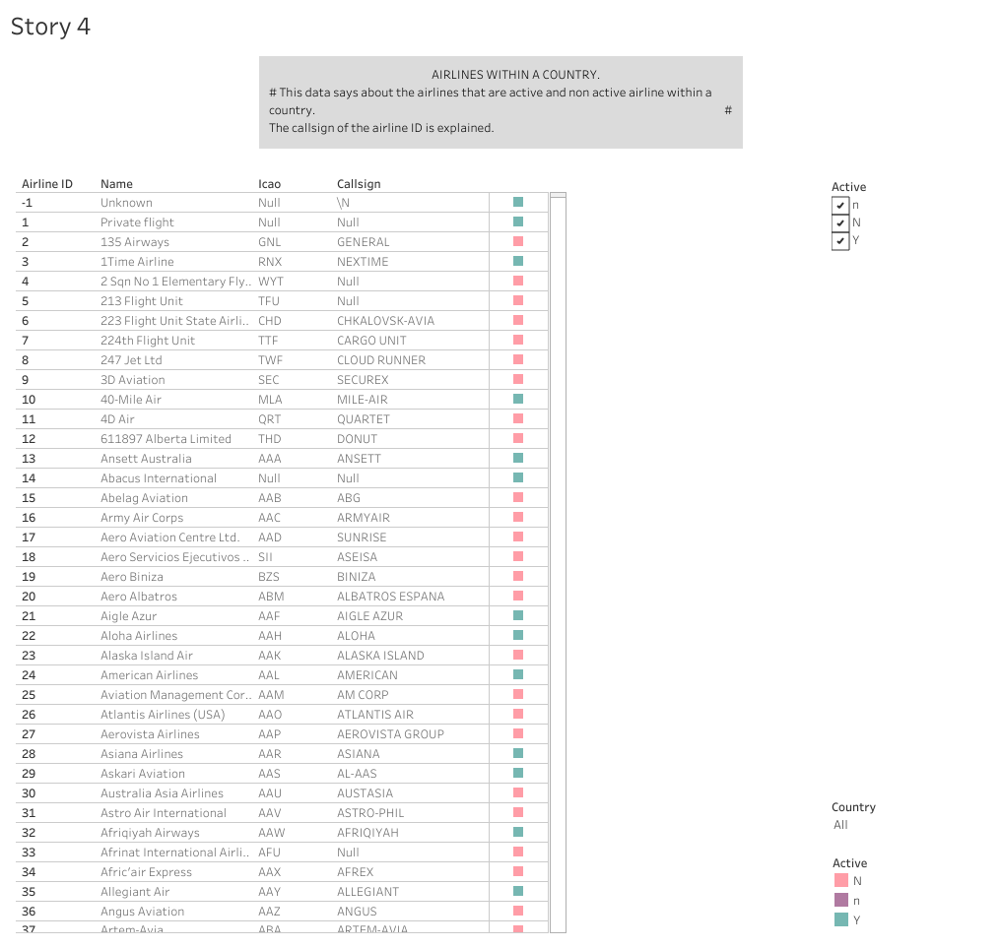 Story 4
AIRLINES WITHIN A COUNTRY.
# This data says about the airlines that are active and non active airline within a
country. #
The callsign of the airline ID is explained.
Airline ID Name Icao Callsign
-1 Unknown Null \N
1 Private flight Null Null
2 135 Airways GNL GENERAL
3 1Time Airline RNX NEXTIME
4 2 Sqn No 1 Elementary Fly.. WYT Null
5 213 Flight Unit TFU Null
6 223 Flight Unit State Airli.. CHD CHKALOVSK-AVIA
7 224th Flight Unit TTF CARGO UNIT
8 247 Jet Ltd TWF CLOUD RUNNER
9 3D Aviation SEC SECUREX
10 40-Mile Air MLA MILE-AIR
11 4D Air QRT QUARTET
12 611897 Alberta Limited THD DONUT
13 Ansett Australia AAA ANSETT
14 Abacus International Null Null
15 Abelag Aviation AAB ABG
16 Army Air Corps AAC ARMYAIR
17 Aero Aviation Centre Ltd. AAD SUNRISE
18 Aero Servicios Ejecutivos .. SII ASEISA
19 Aero Biniza BZS BINIZA
20 Aero Albatros ABM ALBATROS ESPANA
21 Aigle Azur AAF AIGLE AZUR
22 Aloha Airlines AAH ALOHA
23 Alaska Island Air AAK ALASKA ISLAND
24 American Airlines AAL AMERICAN
25 Aviation Management Cor.. AAM AM CORP
26 Atlantis Airlines (USA) AAO ATLANTIS AIR
27 Aerovista Airlines AAP AEROVISTA GROUP
28 Asiana Airlines AAR ASIANA
29 Askari Aviation AAS AL-AAS
30 Australia Asia Airlines AAU AUSTASIA
31 Astro Air International AAV ASTRO-PHIL
32 Afriqiyah Airways AAW AFRIQIYAH
33 Afrinat International Airli.. AFU Null
34 Afric'air Express AAX AFREX
35 Allegiant Air AAY ALLEGIANT
36 Angus Aviation AAZ ANGUS
37 Artem-Avia ABA ARTEM-AVIA
Active
n
N
Y
Country
All
Active
N
n
Y